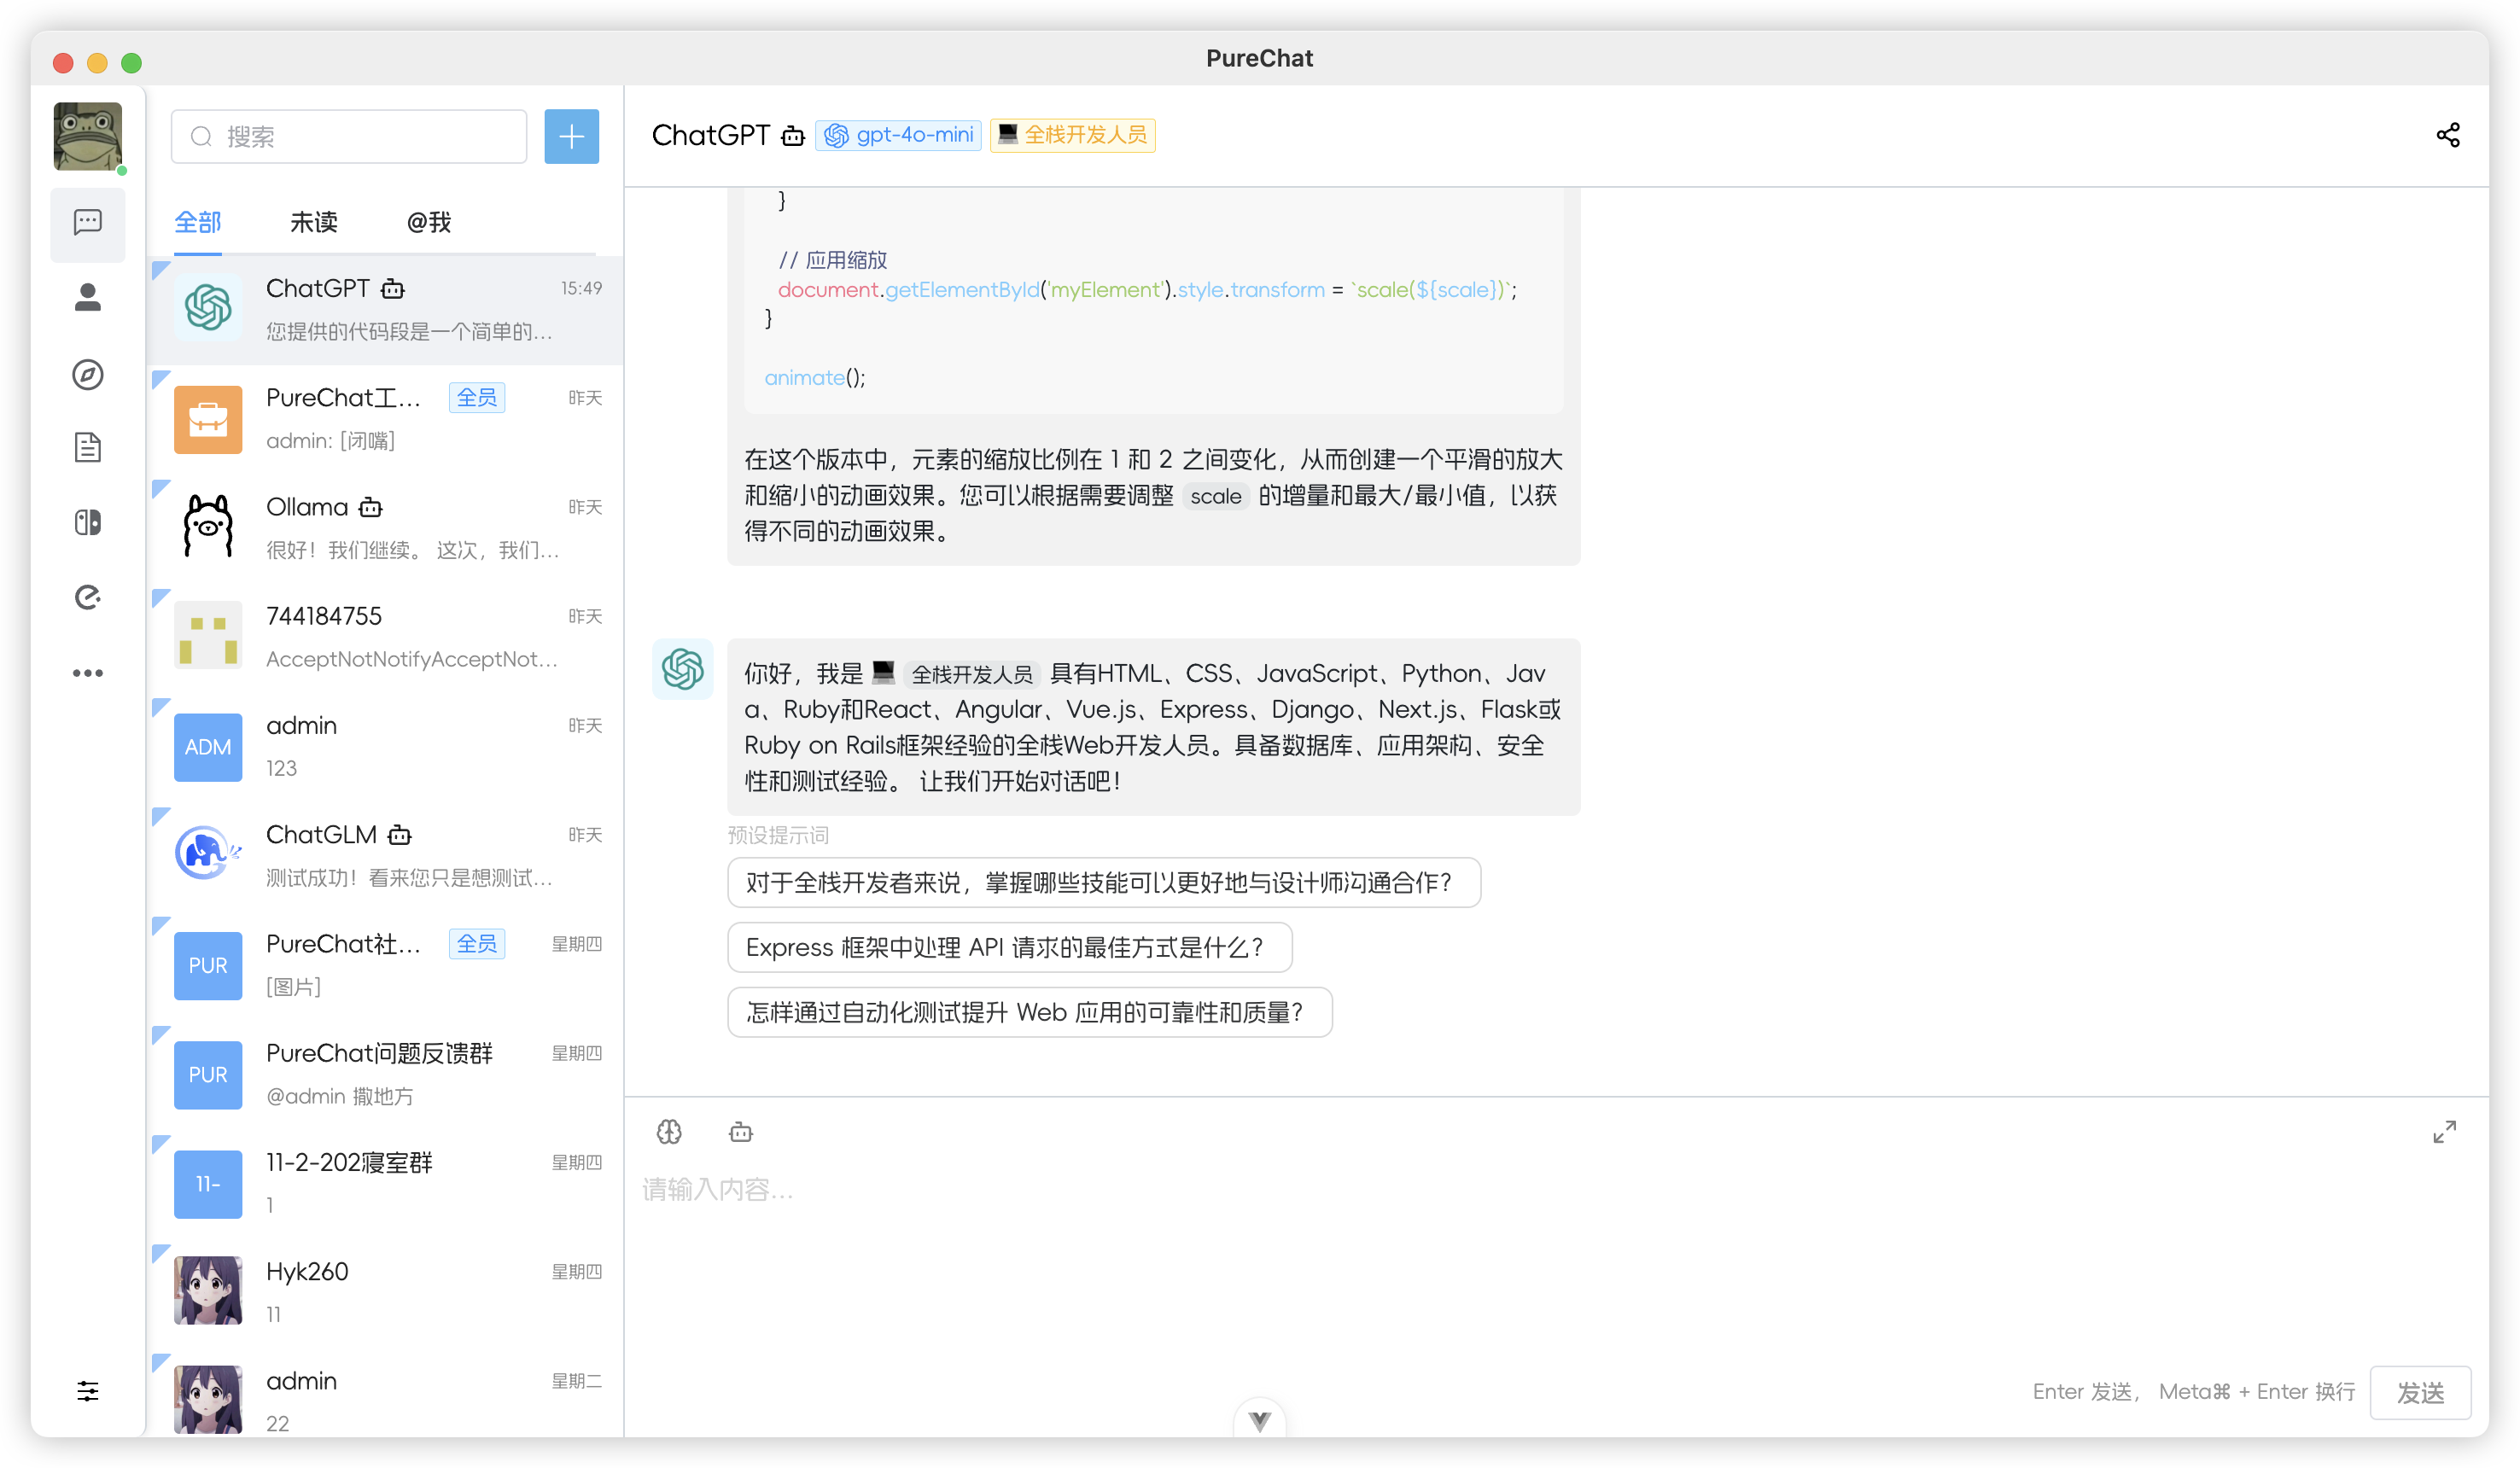 PureChat
搜索
全部
未读
@我
ChatGPT
15:49
您提供的代码段是一个简单的...
PureChat工...
全员
昨天
admin: [闭嘴]
Ollama
昨天
很好！我们继续。 这次，我们...
744184755
昨天
AcceptNotNotifyAcceptNot...
ADM
admin
昨天
123
ChatGLM
昨天
测试成功！看来您只是想测试...
PUR
PureChat社...
全员
星期四
[图片]
PUR
PureChat问题反馈群
星期四
@admin 撒地方
11-
11-2-202寝室群
星期四
1
Hyk260
星期四
11
admin
星期二
22
ChatGPT
gpt-4o-mini
全栈开发人员
}
// 应用缩放
document.getElementById('myElement').style.transform = `scale(${scale})`;
}
animate();
在这个版本中，元素的缩放比例在 1 和 2 之间变化，从而创建一个平滑的放大
和缩小的动画效果。您可以根据需要调整 scale 的增量和最大/最小值，以获
得不同的动画效果。
你好，我是 💻 全栈开发人员 具有HTML、CSS、JavaScript、Python、Jav
a、Ruby和React、Angular、Vue.js、Express、Django、Next.js、Flask或
Ruby on Rails框架经验的全栈Web开发人员。具备数据库、应用架构、安全
性和测试经验。 让我们开始对话吧！
预设提示词
对于全栈开发者来说，掌握哪些技能可以更好地与设计师沟通合作？
Express 框架中处理 API 请求的最佳方式是什么？
怎样通过自动化测试提升 Web 应用的可靠性和质量？
请输入内容...
Enter 发送， Meta⌘ + Enter 换行
发送